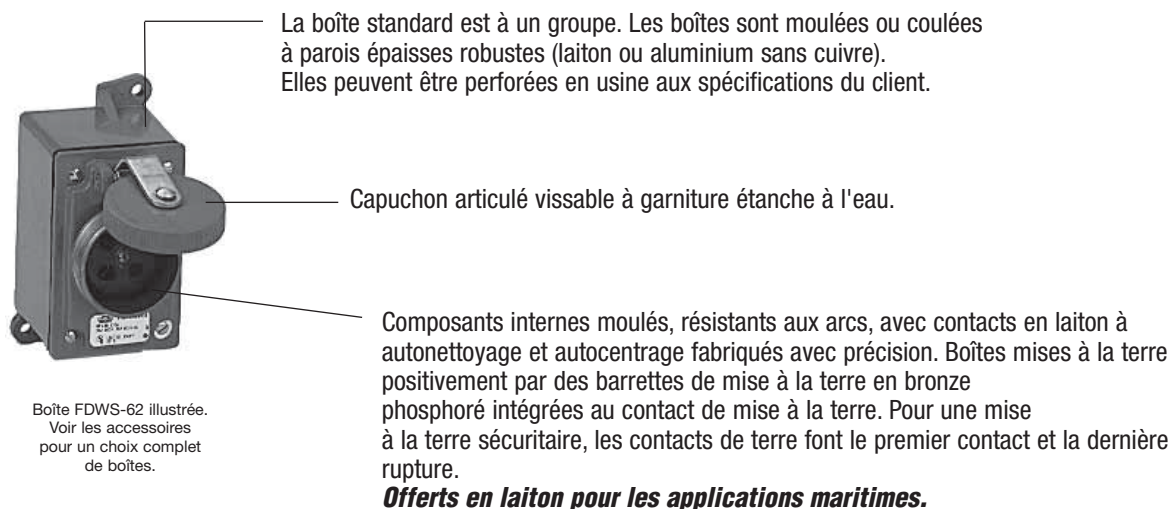 La boîte standard est à un groupe. Les boîtes sont moulées ou coulées
à parois épaisses robustes (laiton ou aluminium sans cuivre).
Elles peuvent être perforées en usine aux spécifications du client.
Capuchon articulé vissable à garniture étanche à l'eau.
Composants internes moulés, résistants aux arcs, avec contacts en laiton à
autonettoyage et autocentrage fabriqués avec précision. Boîtes mises à la terre
positivement par des barrettes de mise à la terre en bronze
phosphoré intégrées au contact de mise à la terre. Pour une mise
à la terre sécuritaire, les contacts de terre font le premier contact et la dernière
rupture.
Offerts en laiton pour les applications maritimes.
Boîte FDWS-62 illustrée.
Voir les accessoires
pour un choix complet
de boîtes.